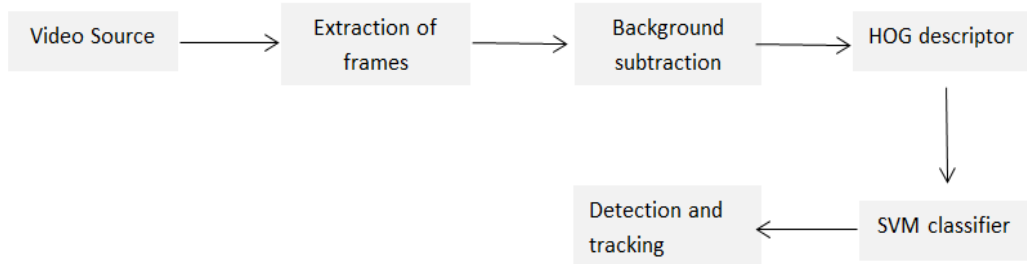 Video Source
Extraction of
frames
Background
subtraction
HOG descriptor
SVM classifier
Detection and
tracking